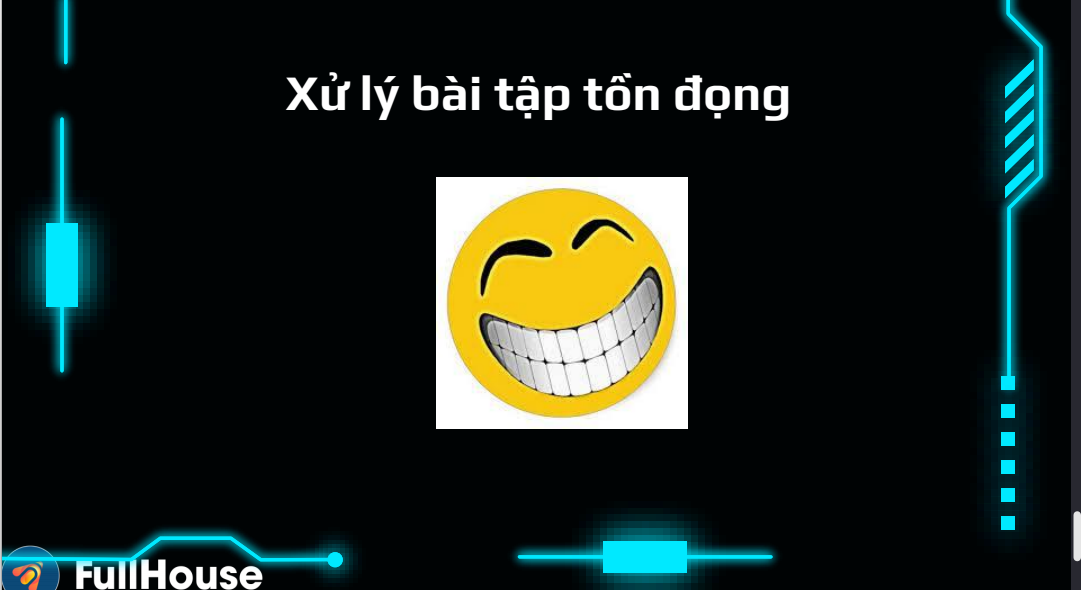 Xử lý bài tập tồn đọng
FullHouse